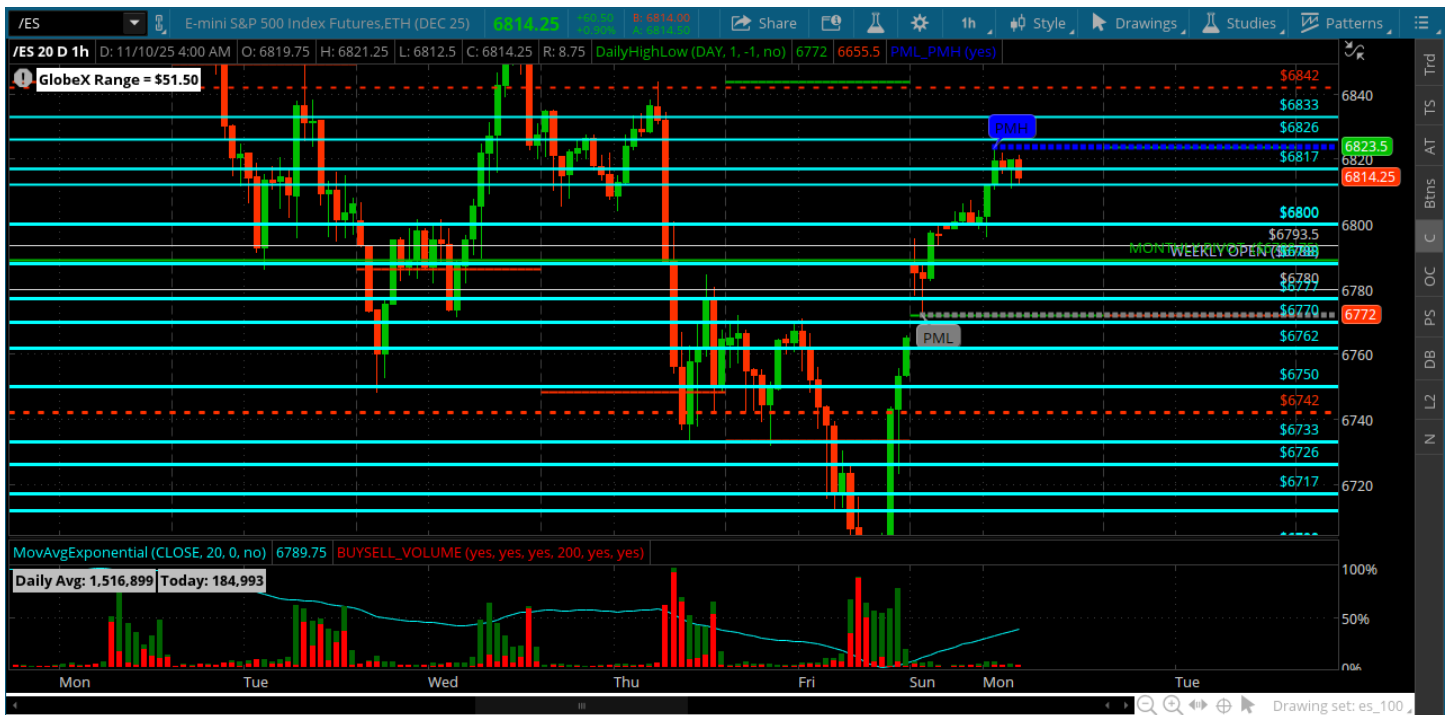 /ES E-mini S&P 500 Index Futures,ETH (DEC 25) 6814.25 +60.50 +0.90% B: 6814.00 A: 6814.50 Share 1h Style Drawings Studies Patterns
/ES 20 D 1h D: 11/10/25 4:00 AM O: 6819.75 H: 6821.25 L: 6812.5 C: 6814.25 R: 8.75 DailyHighLow (DAY, 1, -1, no) 6772 6655.5 PML_PMH (yes)
GlobeX Range = $51.50
$6842
6840
$6833
$6826
PMH
6823.5
$6817
6820
6814.25
$6800
6800
$6793.5
WEEKLY OPEN
$6780
6780
$6777
$6770
6772
PML
$6762
6760
$6750
$6742
6740
$6733
$6726
$6717
6720
MovAvgExponential (CLOSE, 20, 0, no) 6789.75 BUYSELL_VOLUME (yes, yes, yes, 200, yes, yes)
Daily Avg: 1,516,899 Today: 184,993
100%
50%
0%
Mon Tue Wed Thu Fri Sun Mon Tue
Drawing set: es_100
Trd
TS
AT
Btns
C
OC
PS
DB
L2
N